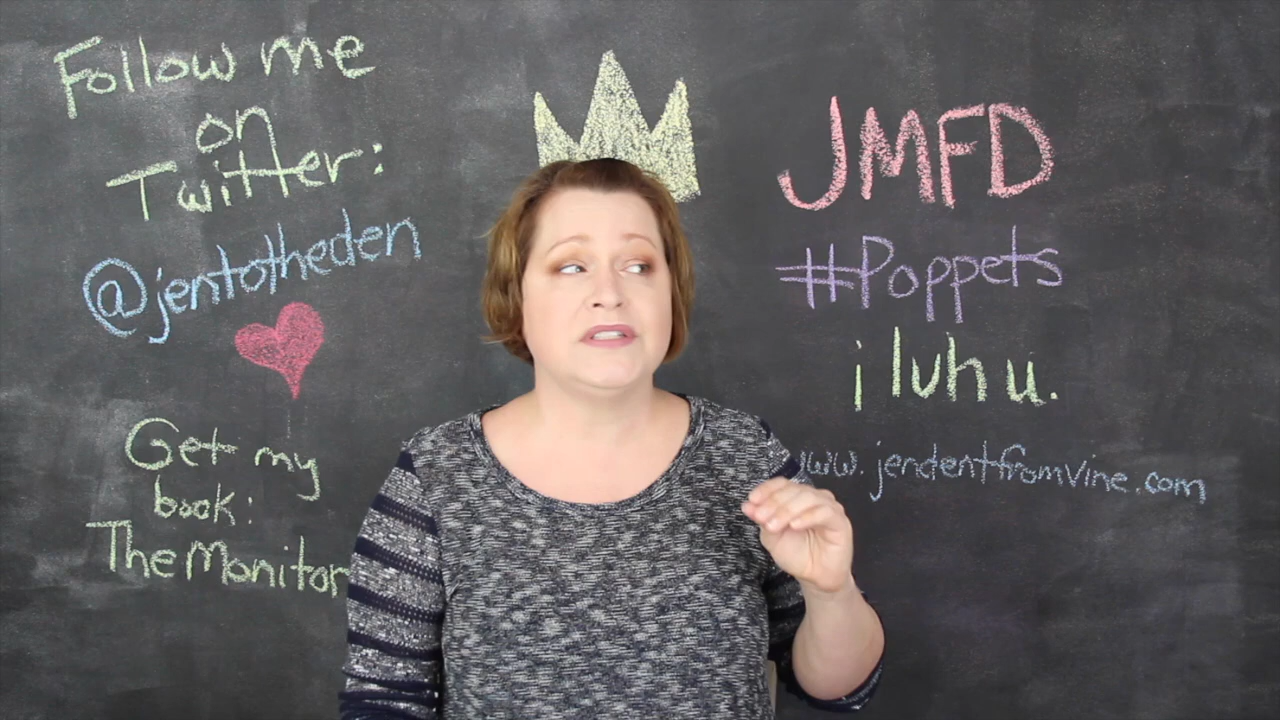 Follow me
on
Twitter:
@jentotheden
Get my
book:
The Monitor
JMFD
#Poppets
i luh u.
www.jendentfromvine.com